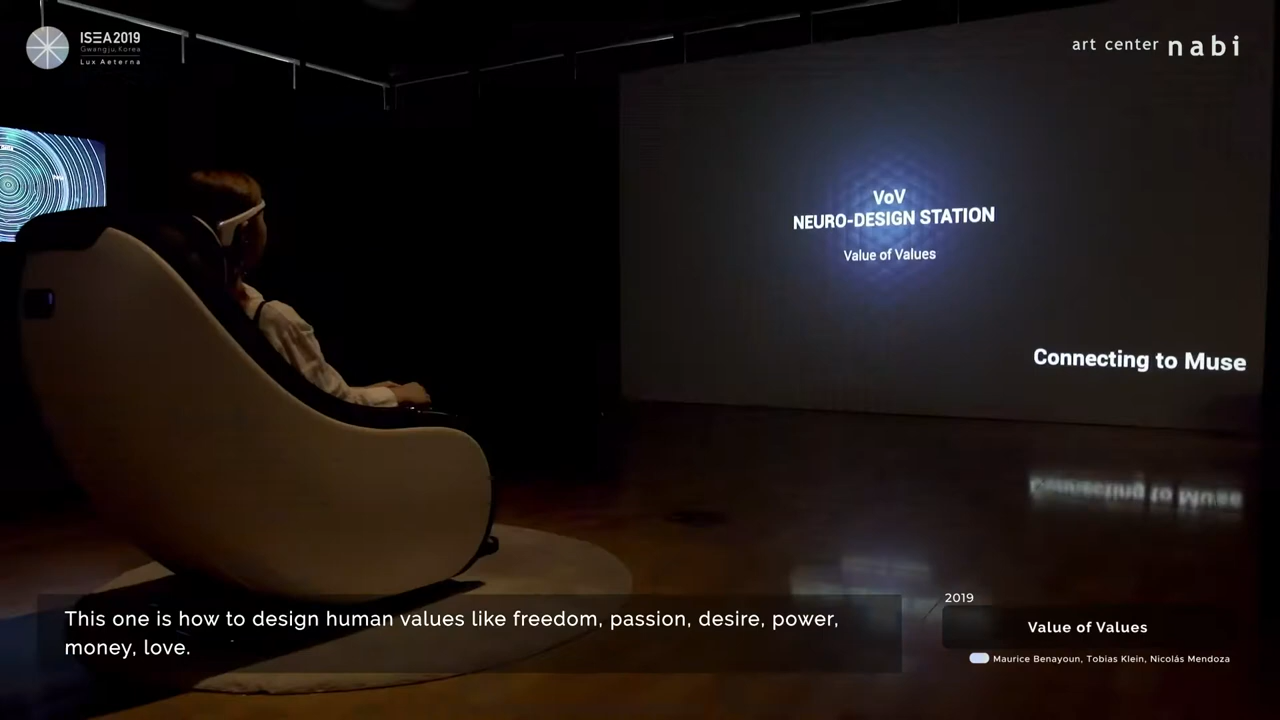 ISEA2019
Gwangju, Korea
Lux Aeterna
art center nabi
VoV
NEURO-DESIGN STATION
Value of Values
Connecting to Muse
2019
This one is how to design human values like freedom, passion, desire, power,
money, love.
Value of Values
Maurice Benayoun, Tobias Klein, Nicolás Mendoza